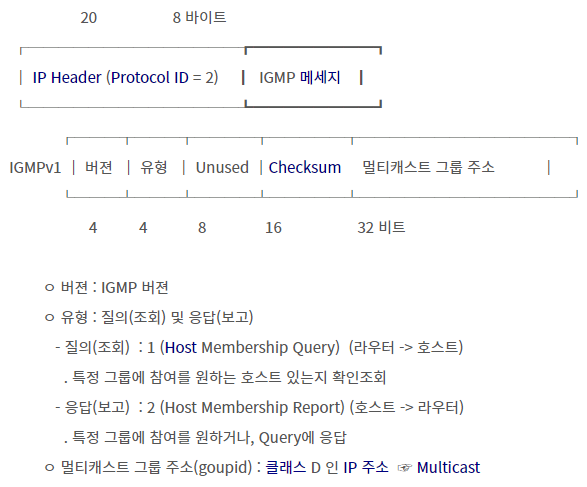 20 8 바이트
IP Header (Protocol ID = 2) IGMP 메세지
IGMPv1 버젼 유형 Unused Checksum 멀티캐스트 그룹 주소
4 4 8 16 32 비트
ㅇ 버젼 : IGMP 버젼
ㅇ 유형 : 질의(조회) 및 응답(보고)
- 질의(조회) : 1 (Host Membership Query) (라우터 -> 호스트)
. 특정 그룹에 참여를 원하는 호스트 있는지 확인조회
- 응답(보고) : 2 (Host Membership Report) (호스트 -> 라우터)
. 특정 그룹에 참여를 원하거나, Query에 응답
ㅇ 멀티캐스트 그룹 주소(goupid) : 클래스 D 인 IP 주소 ☞ Multicast